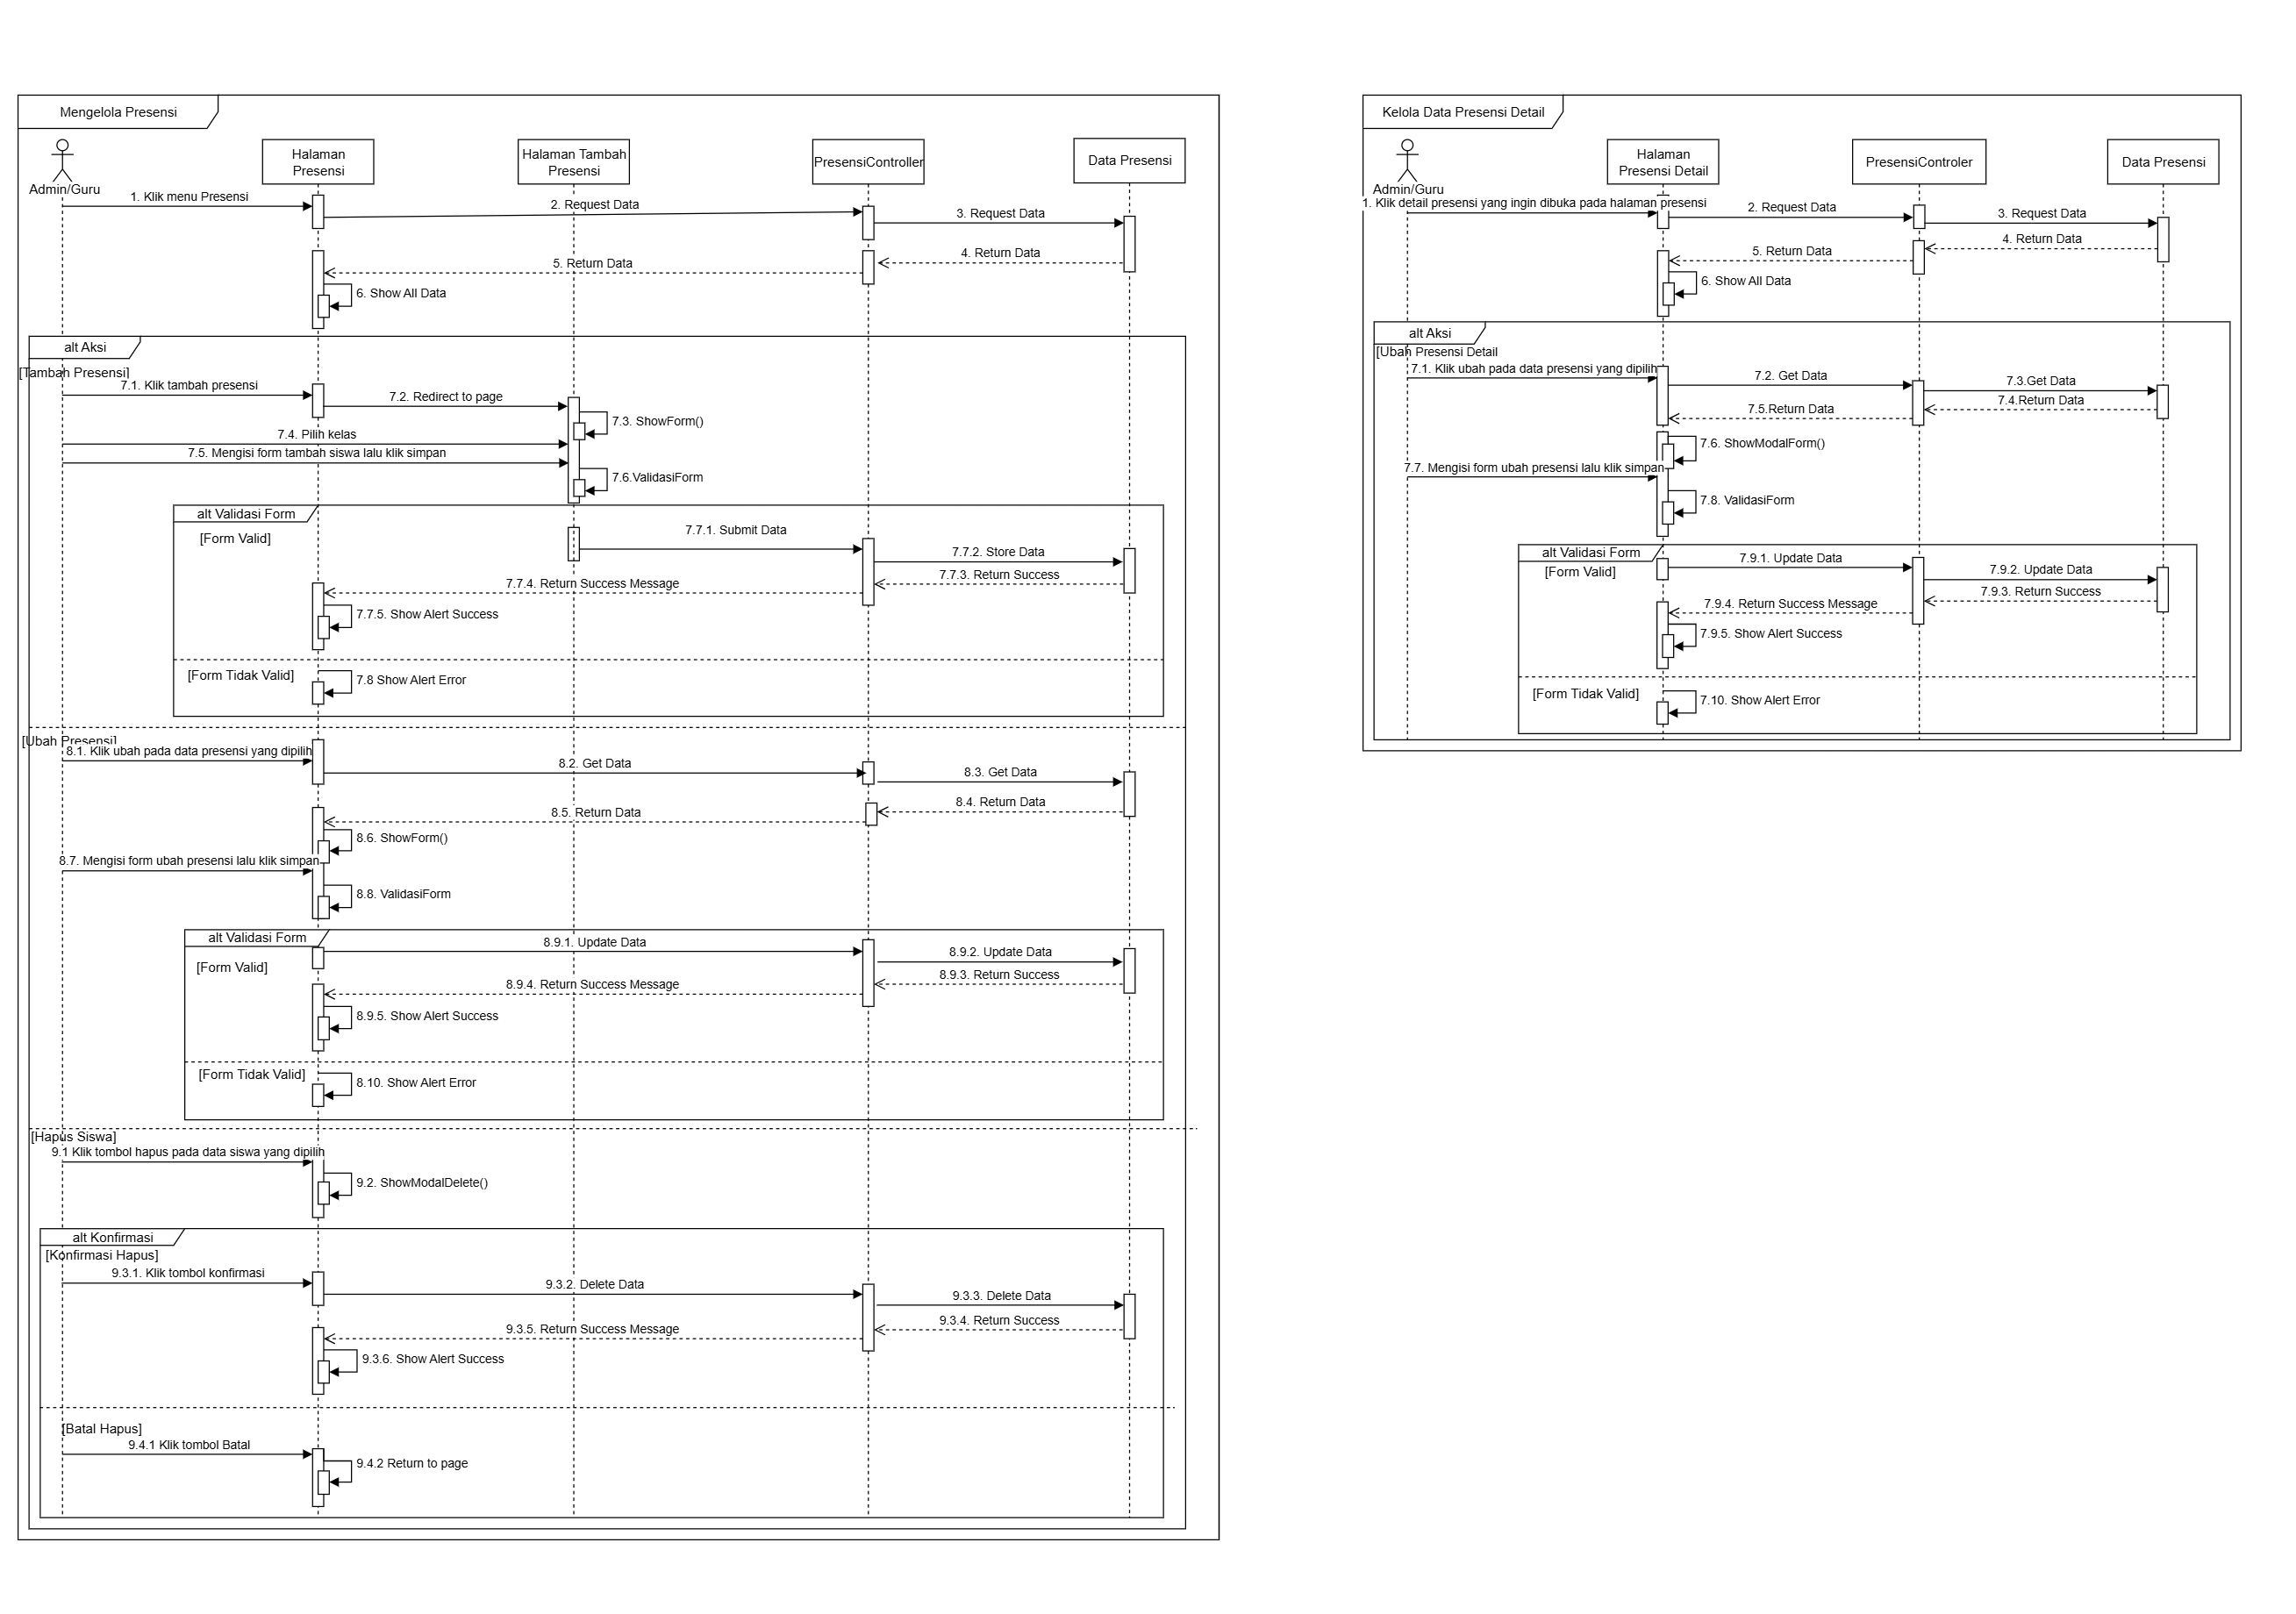 Mengelola Presensi
Admin/Guru
Halaman
Presensi
Halaman Tambah
Presensi
PresensiController
Data Presensi
1. Klik menu Presensi
2. Request Data
3. Request Data
4. Return Data
5. Return Data
6. Show All Data
alt Aksi
[Tambah Presensi]
7.1. Klik tambah presensi
7.2. Redirect to page
7.3. ShowForm()
7.4. Pilih kelas
7.5. Mengisi form tambah siswa lalu klik simpan
7.6.ValidasiForm
alt Validasi Form
[Form Valid]
7.7.1. Submit Data
7.7.2. Store Data
7.7.3. Return Success
7.7.4. Return Success Message
7.7.5. Show Alert Success
[Form Tidak Valid]
7.8 Show Alert Error
[Ubah Presensi]
8.1. Klik ubah pada data presensi yang dipilih
8.2. Get Data
8.3. Get Data
8.4. Return Data
8.5. Return Data
8.6. ShowForm()
8.7. Mengisi form ubah presensi lalu klik simpan
8.8. ValidasiForm
alt Validasi Form
[Form Valid]
8.9.1. Update Data
8.9.2. Update Data
8.9.3. Return Success
8.9.4. Return Success Message
8.9.5. Show Alert Success
[Form Tidak Valid]
8.10. Show Alert Error
[Hapus Siswa]
9.1 Klik tombol hapus pada data siswa yang dipilih
9.2. ShowModalDelete()
alt Konfirmasi
[Konfirmasi Hapus]
9.3.1. Klik tombol konfirmasi
9.3.2. Delete Data
9.3.3. Delete Data
9.3.4. Return Success
9.3.5. Return Success Message
9.3.6. Show Alert Success
[Batal Hapus]
9.4.1 Klik tombol Batal
9.4.2 Return to page
Kelola Data Presensi Detail
Admin/Guru
Halaman
Presensi Detail
PresensiControler
Data Presensi
1. Klik detail presensi yang ingin dibuka pada halaman presensi
2. Request Data
3. Request Data
4. Return Data
5. Return Data
6. Show All Data
alt Aksi
[Ubah Presensi Detail
7.1. Klik ubah pada data presensi yang dipilih
7.2. Get Data
7.3.Get Data
7.4.Return Data
7.5.Return Data
7.6. ShowModalForm()
7.7. Mengisi form ubah presensi lalu klik simpan
7.8. ValidasiForm
alt Validasi Form
[Form Valid]
7.9.1. Update Data
7.9.2. Update Data
7.9.3. Return Success
7.9.4. Return Success Message
7.9.5. Show Alert Success
[Form Tidak Valid]
7.10. Show Alert Error